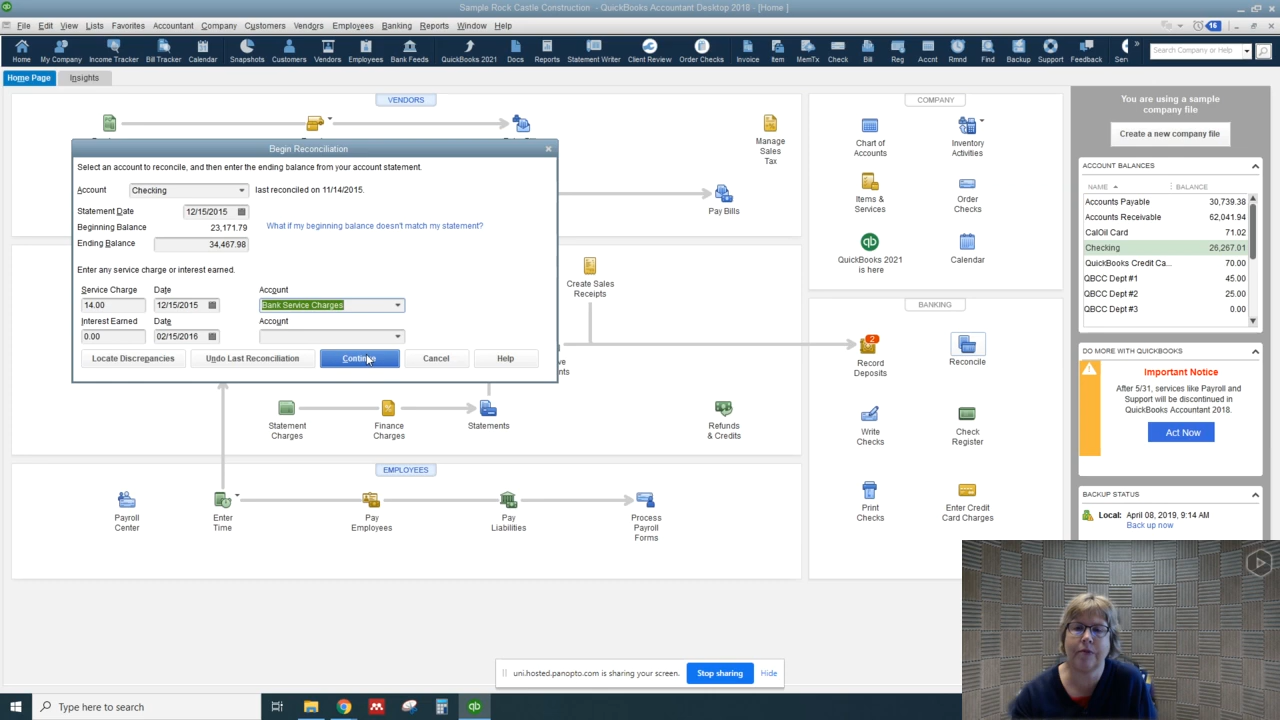 Sample Rock Castle Construction - QuickBooks Accountant Desktop 2018 - [Home ]
File Edit View Lists Favorites Accountant Company Customers Vendors Employees Banking Reports Window Help
16
Home My Company Income Tracker Bill Tracker Calendar Snapshots Customers Vendors Employees Bank Feeds QuickBooks 2021 Docs Reports Statement Writer Client Review Order Checks Invoice Item MemTx Check Bill Reg Accnt Rmnd Find Backup Support Feedback Serv
Search Company or Help
Home Page Insights
VENDORS
Manage
Sales
Tax
Pay Bills
Begin Reconciliation
Select an account to reconcile, and then enter the ending balance from your account statement.
Account Checking last reconciled on 11/14/2015.
Statement Date 12/15/2015
Beginning Balance 23,171.79 What if my beginning balance doesn't match my statement?
Ending Balance 34,467.98
Enter any service charge or interest earned.
Service Charge Date Account
14.00 12/15/2015 Bank Service Charges
Interest Earned Date Account
0.00 02/15/2016
Locate Discrepancies Undo Last Reconciliation Continue Cancel Help
Create Sales
Receipts
Statement
Charges
Finance
Charges
Statements
Refunds
& Credits
EMPLOYEES
Payroll
Center
Enter
Time
Pay
Employees
Pay
Liabilities
Process
Payroll
Forms
COMPANY
Chart of
Accounts
Inventory
Activities
Items &
Services
Order
Checks
QuickBooks 2021
is here
Calendar
BANKING
2
Record
Deposits
Reconcile
Write
Checks
Check
Register
Print
Checks
Enter Credit
Card Charges
You are using a sample
company file
Create a new company file
ACCOUNT BALANCES
NAME BALANCE
Accounts Payable 30,739.38
Accounts Receivable 62,041.94
CalOil Card 71.02
Checking 26,267.01
QuickBooks Credit Ca... 70.00
QBCC Dept #1 45.00
QBCC Dept #2 25.00
QBCC Dept #3 0.00
DO MORE WITH QUICKBOOKS
Important Notice
After 5/31, services like Payroll and
Support will be discontinued in
QuickBooks Accountant 2018.
Act Now
BACKUP STATUS
Local: April 08, 2019, 9:14 AM
Back up now
uni.hosted.panopto.com is sharing your screen. Stop sharing Hide
Type here to search